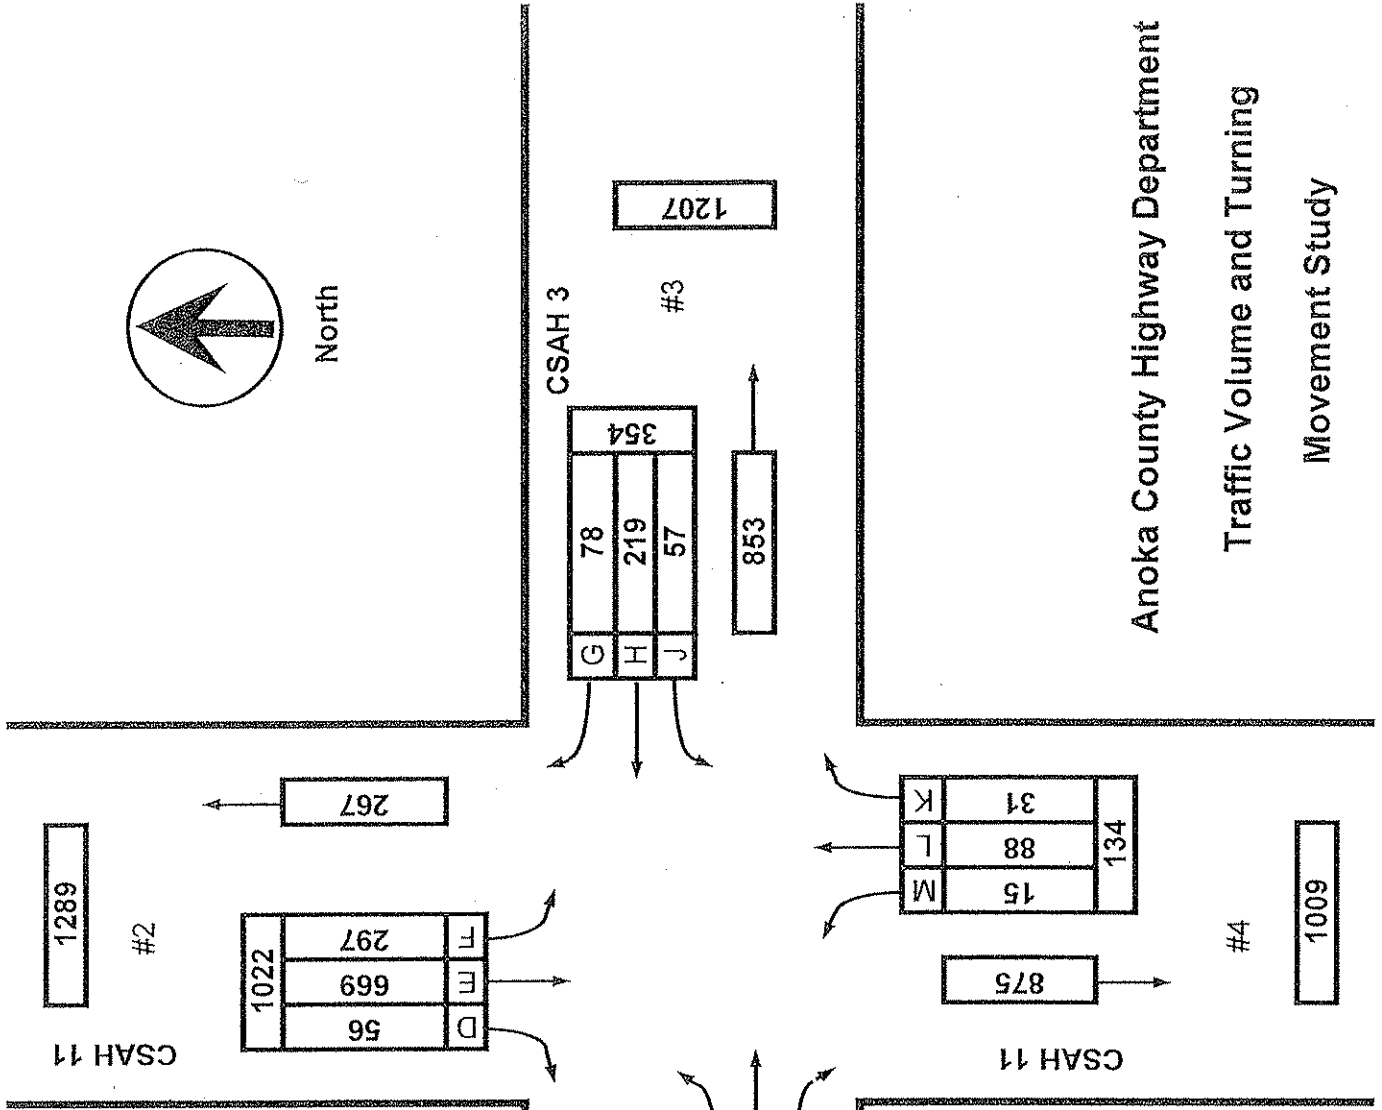 North
1289
#2
CSAH 11
267
1022
297
669
56
F
E
D
CSAH 3
#3
1207
354
G 78
H 219
J 57
853
K 31
L 88
M 15
134
875
#4
1009
CSAH 11
Anoka County Highway Department
Traffic Volume and Turning
Movement Study